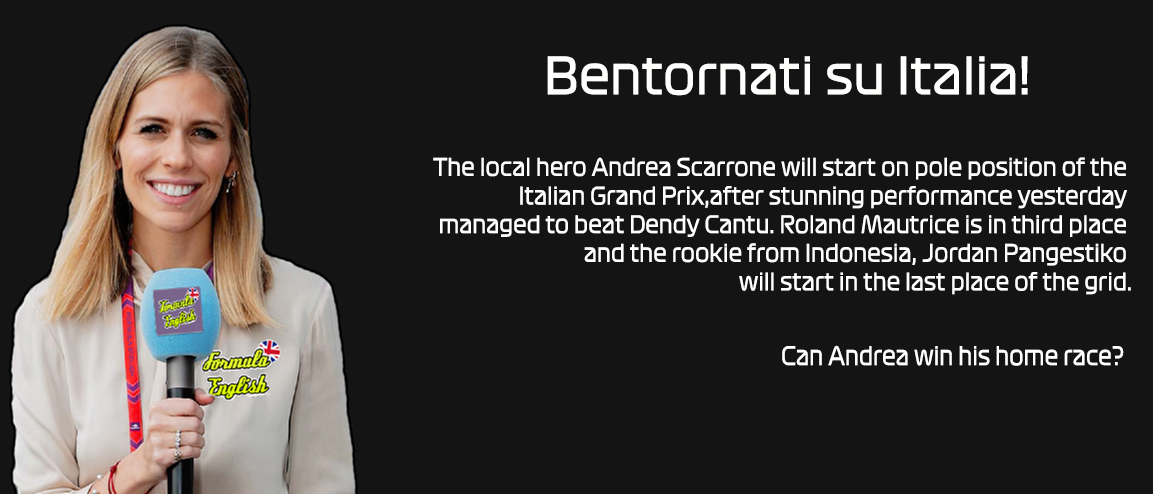 Bentornati su Italia!
The local hero Andrea Scarrone will start on pole position of the
Italian Grand Prix,after stunning performance yesterday
managed to beat Dendy Cantu. Roland Mautrice is in third place
and the rookie from Indonesia, Jordan Pangestiko
will start in the last place of the grid.
Can Andrea win his home race?
Formula
English
Formula
English